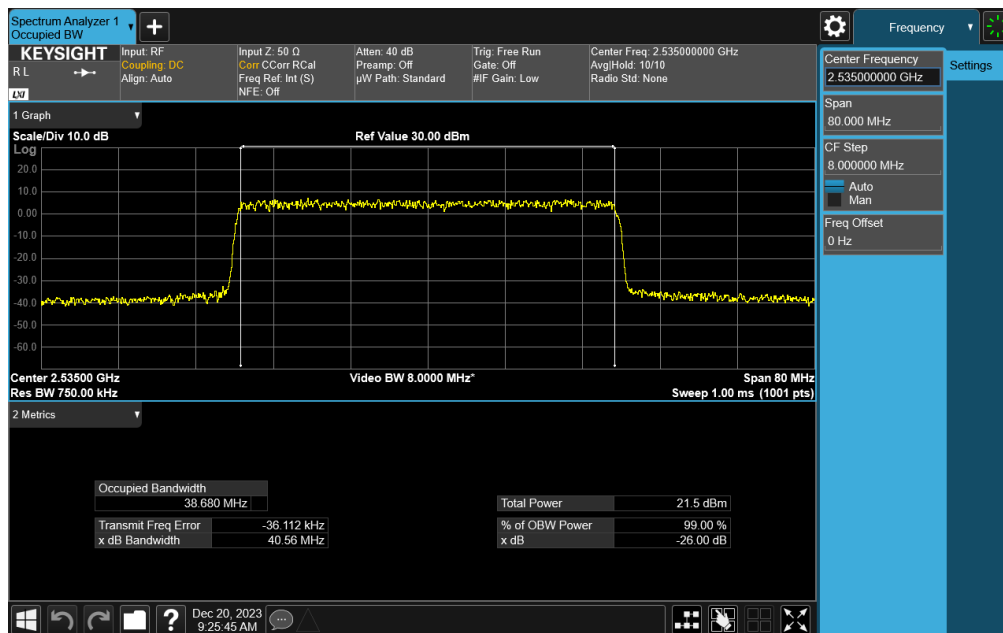 Spectrum Analyzer 1
Occupied BW
Frequency
KEYSIGHT
R L
LXI
Input: RF
Coupling: DC
Align: Auto
Input Z: 50 Ω
Corr CCorr RCal
Freq Ref: Int (S)
NFE: Off
Atten: 40 dB
Preamp: Off
µW Path: Standard
Trig: Free Run
Gate: Off
#IF Gain: Low
Center Freq: 2.535000000 GHz
Avg|Hold: 10/10
Radio Std: None
Center Frequency
2.535000000 GHz
Settings
Span
80.000 MHz
CF Step
8.000000 MHz
Auto
Man
Freq Offset
0 Hz
1 Graph
Scale/Div 10.0 dB
Ref Value 30.00 dBm
Log
20.0
10.0
0.00
-10.0
-20.0
-30.0
-40.0
-50.0
-60.0
Center 2.53500 GHz
Video BW 8.0000 MHz*
Span 80 MHz
Res BW 750.00 kHz
Sweep 1.00 ms (1001 pts)
2 Metrics
Occupied Bandwidth
38.680 MHz
Total Power 21.5 dBm
Transmit Freq Error -36.112 kHz
% of OBW Power 99.00 %
x dB Bandwidth 40.56 MHz
x dB -26.00 dB
Dec 20, 2023
9:25:45 AM